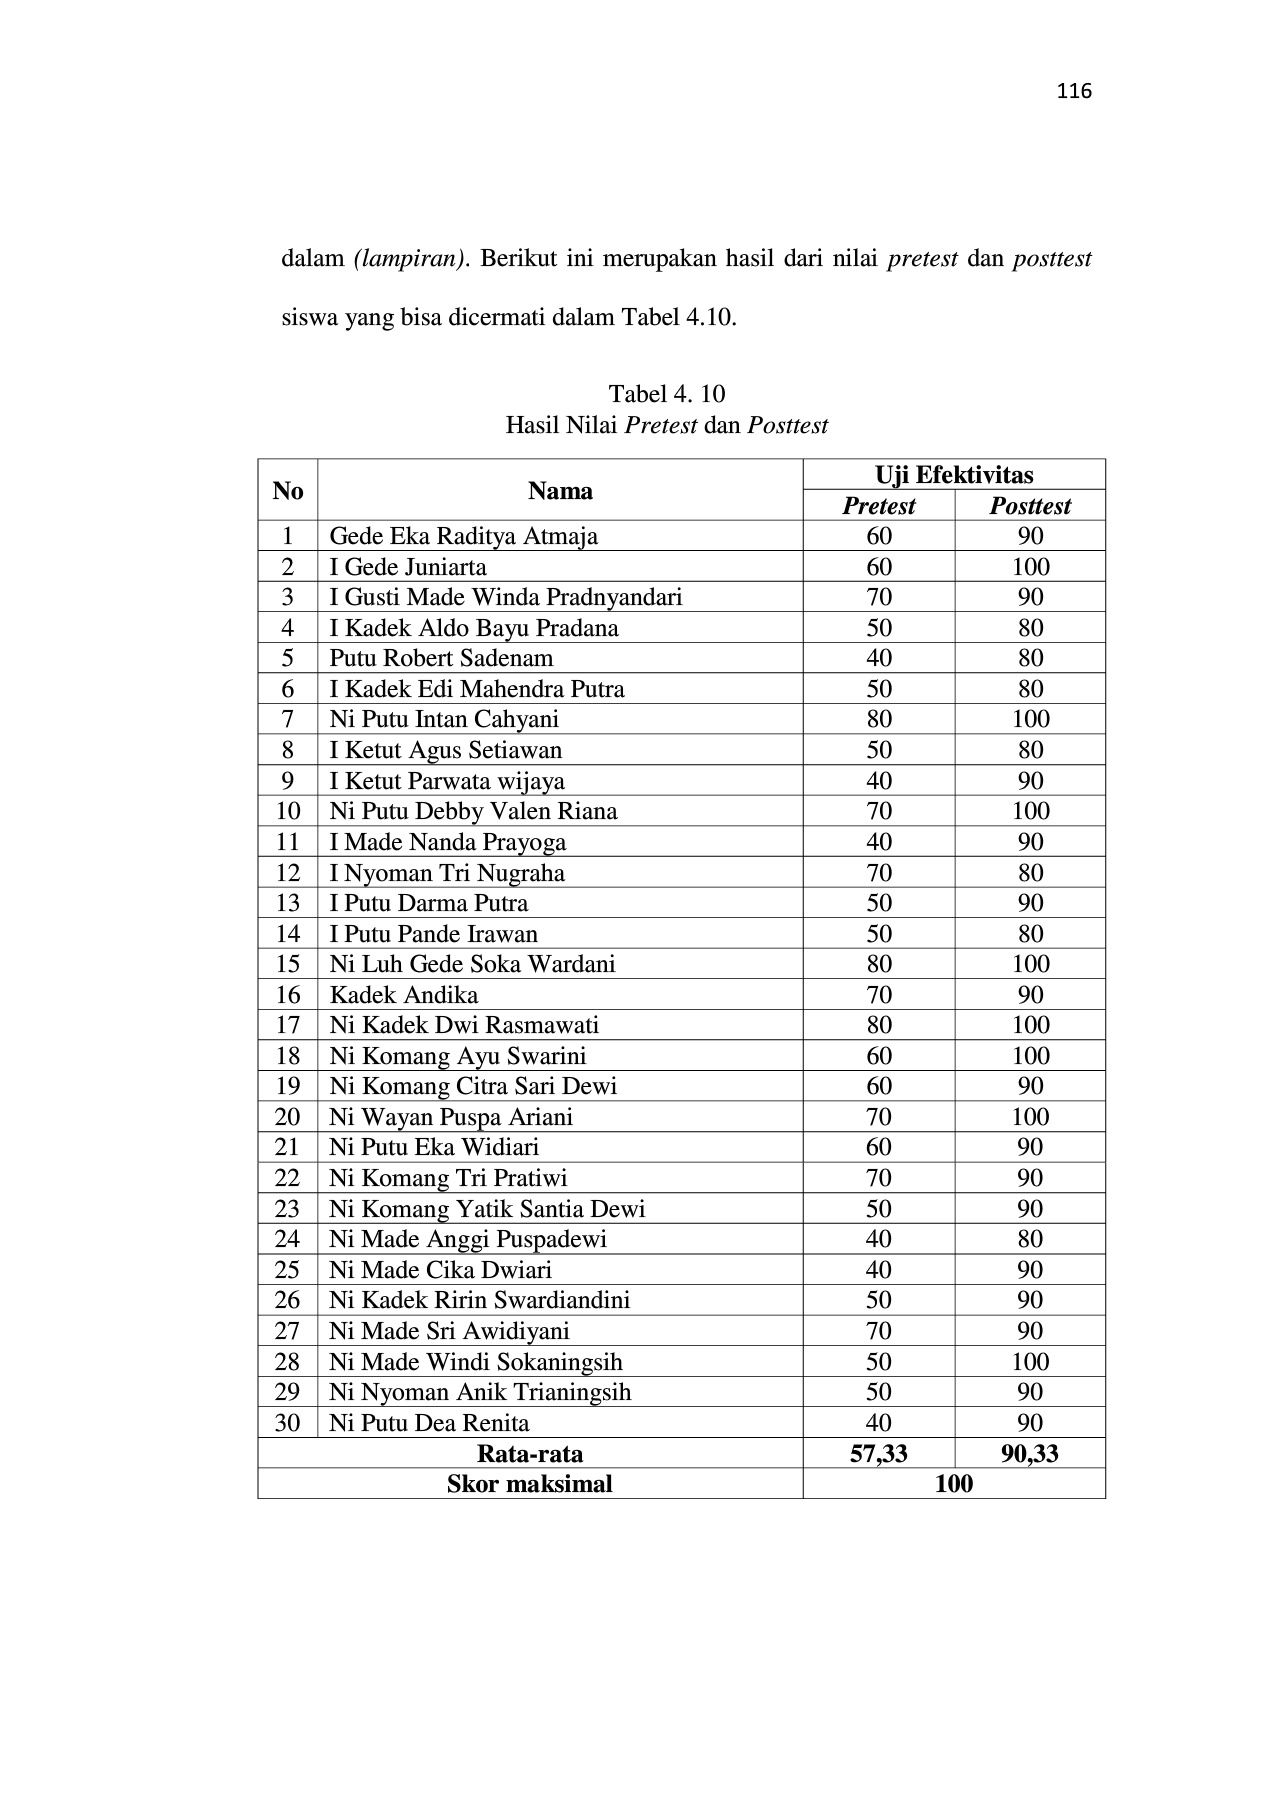 116
dalam (lampiran). Berikut ini merupakan hasil dari nilai pretest dan posttest
siswa yang bisa dicermati dalam Tabel 4.10.
Tabel 4. 10
Hasil Nilai Pretest dan Posttest
No Nama Uji Efektivitas
Pretest Posttest
1 Gede Eka Raditya Atmaja 60 90
2 I Gede Juniarta 60 100
3 I Gusti Made Winda Pradnyandari 70 90
4 I Kadek Aldo Bayu Pradana 50 80
5 Putu Robert Sadenam 40 80
6 I Kadek Edi Mahendra Putra 50 80
7 Ni Putu Intan Cahyani 80 100
8 I Ketut Agus Setiawan 50 80
9 I Ketut Parwata wijaya 40 90
10 Ni Putu Debby Valen Riana 70 100
11 I Made Nanda Prayoga 40 90
12 I Nyoman Tri Nugraha 70 80
13 I Putu Darma Putra 50 90
14 I Putu Pande Irawan 50 80
15 Ni Luh Gede Soka Wardani 80 100
16 Kadek Andika 70 90
17 Ni Kadek Dwi Rasmawati 80 100
18 Ni Komang Ayu Swarini 60 100
19 Ni Komang Citra Sari Dewi 60 90
20 Ni Wayan Puspa Ariani 70 100
21 Ni Putu Eka Widiari 60 90
22 Ni Komang Tri Pratiwi 70 90
23 Ni Komang Yatik Santia Dewi 50 90
24 Ni Made Anggi Puspadewi 40 80
25 Ni Made Cika Dwiari 40 90
26 Ni Kadek Ririn Swardiandini 50 90
27 Ni Made Sri Awidiyani 70 90
28 Ni Made Windi Sokaningsih 50 100
29 Ni Nyoman Anik Trianingsih 50 90
30 Ni Putu Dea Renita 40 90
Rata-rata 57,33 90,33
Skor maksimal 100